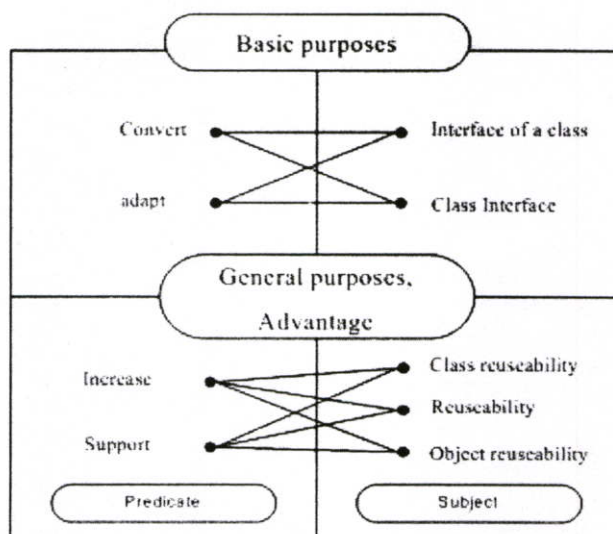 Basic purposes
Convert
Interface of a class
adapt
Class Interface
General purposes,
Advantage
Increase
Class reuseability
Reuseability
Support
Object reuseability
Predicate
Subject